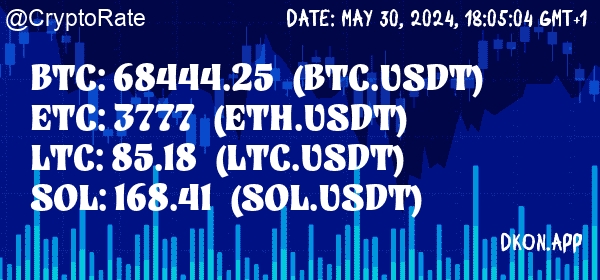 @CryptoRate
DATE: MAY 30, 2024, 18:05:04 GMT+1
BTC: 68444.25 (BTC.USDT)
ETC: 3777 (ETH.USDT)
LTC: 85.18 (LTC.USDT)
SOL: 168.41 (SOL.USDT)
DKON.APP